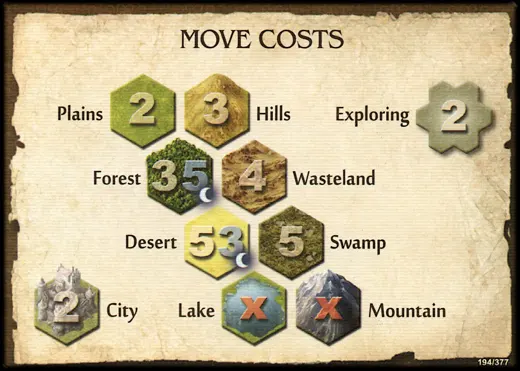 MOVE COSTS
Plains 2 3 Hills Exploring 2
Forest 3 5 4 Wasteland
Desert 5 3 5 Swamp
2 City Lake X X Mountain
194/377